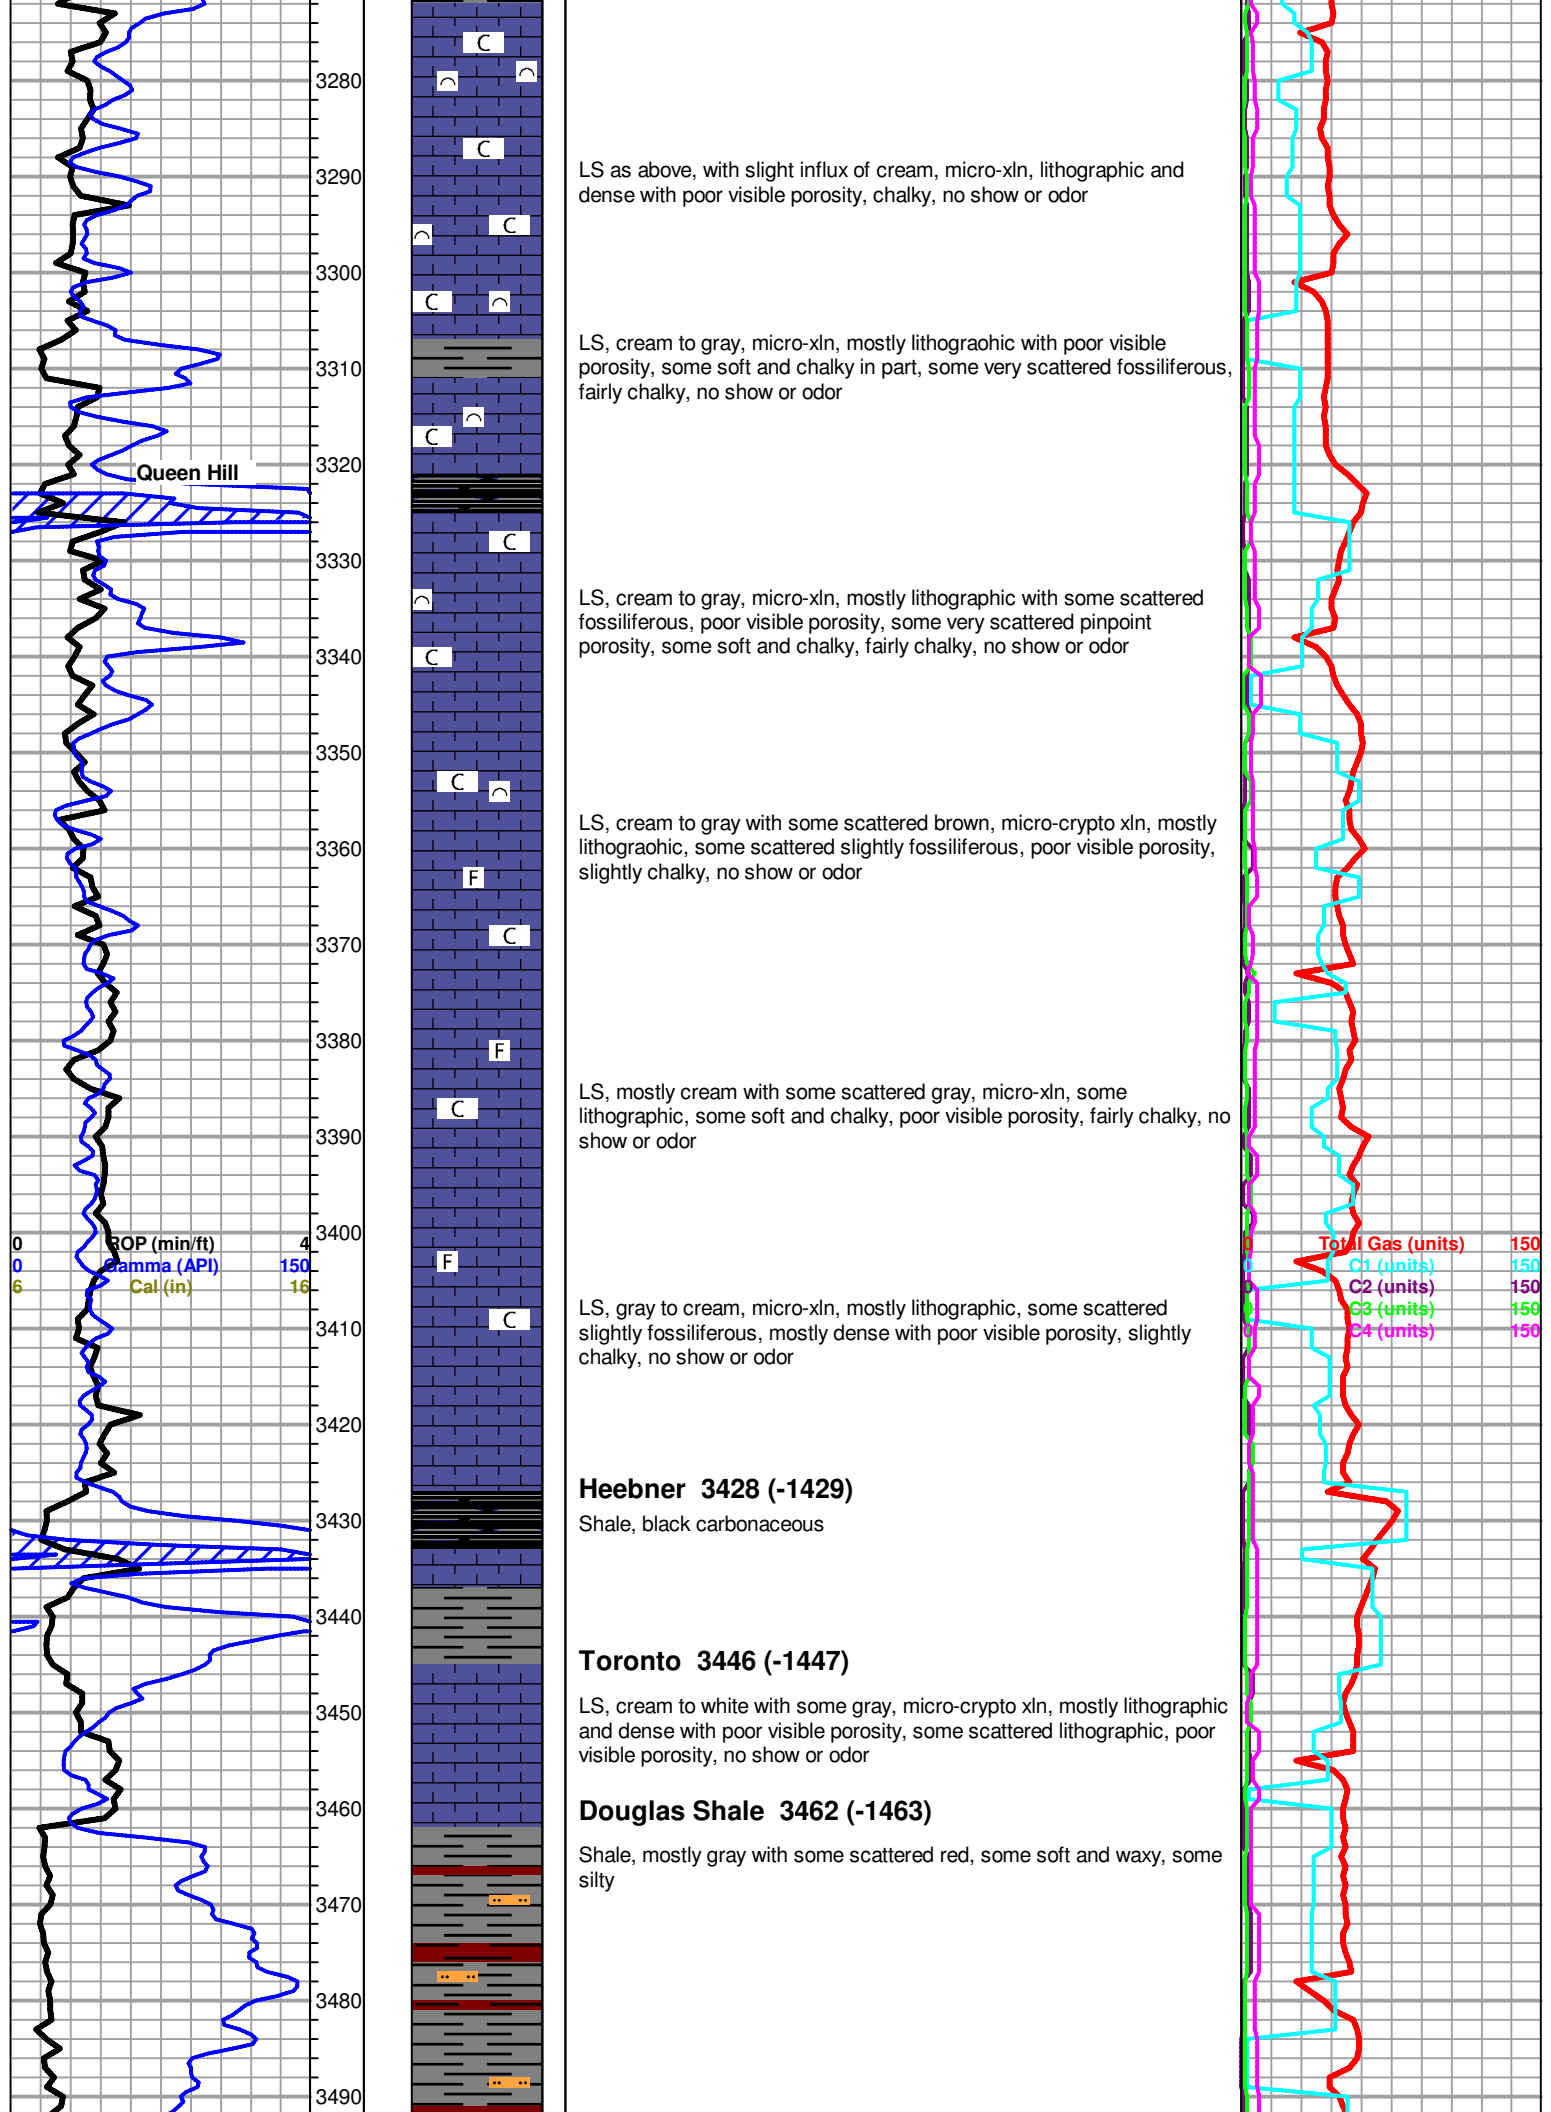 C
3280
C
LS as above, with slight influx of cream, micro-xln, lithographic and
dense with poor visible porosity, chalky, no show or odor
3290
C
3300
C
LS, cream to gray, micro-xln, mostly lithograohic with poor visible
porosity, some soft and chalky in part, some very scattered fossiliferous,
fairly chalky, no show or odor
3310
C
3320
Queen Hill
C
3330
LS, cream to gray, micro-xln, mostly lithographic with some scattered
fossiliferous, poor visible porosity, some very scattered pinpoint
porosity, some soft and chalky, fairly chalky, no show or odor
3340
C
3350
C
LS, cream to gray with some scattered brown, micro-crypto xln, mostly
lithograohic, some scattered slightly fossiliferous, poor visible porosity,
slightly chalky, no show or odor
3360
F
C
3370
3380
F
LS, mostly cream with some scattered gray, micro-xln, some
lithographic, some soft and chalky, poor visible porosity, fairly chalky, no
show or odor
C
3390
3400
0 ROP (min/ft) 4
0 Gamma (API) 150
6 Cal (in) 16
F
0 Total Gas (units) 150
0 C1 (units) 150
0 C2 (units) 150
0 C3 (units) 150
0 C4 (units) 150
LS, gray to cream, micro-xln, mostly lithographic, some scattered
slightly fossiliferous, mostly dense with poor visible porosity, slightly
chalky, no show or odor
C
3410
3420
Heebner 3428 (-1429)
Shale, black carbonaceous
3430
3440
Toronto 3446 (-1447)
LS, cream to white with some gray, micro-crypto xln, mostly lithographic
and dense with poor visible porosity, some scattered lithographic, poor
visible porosity, no show or odor
3450
3460
Douglas Shale 3462 (-1463)
Shale, mostly gray with some scattered red, some soft and waxy, some
silty
3470
3480
3490